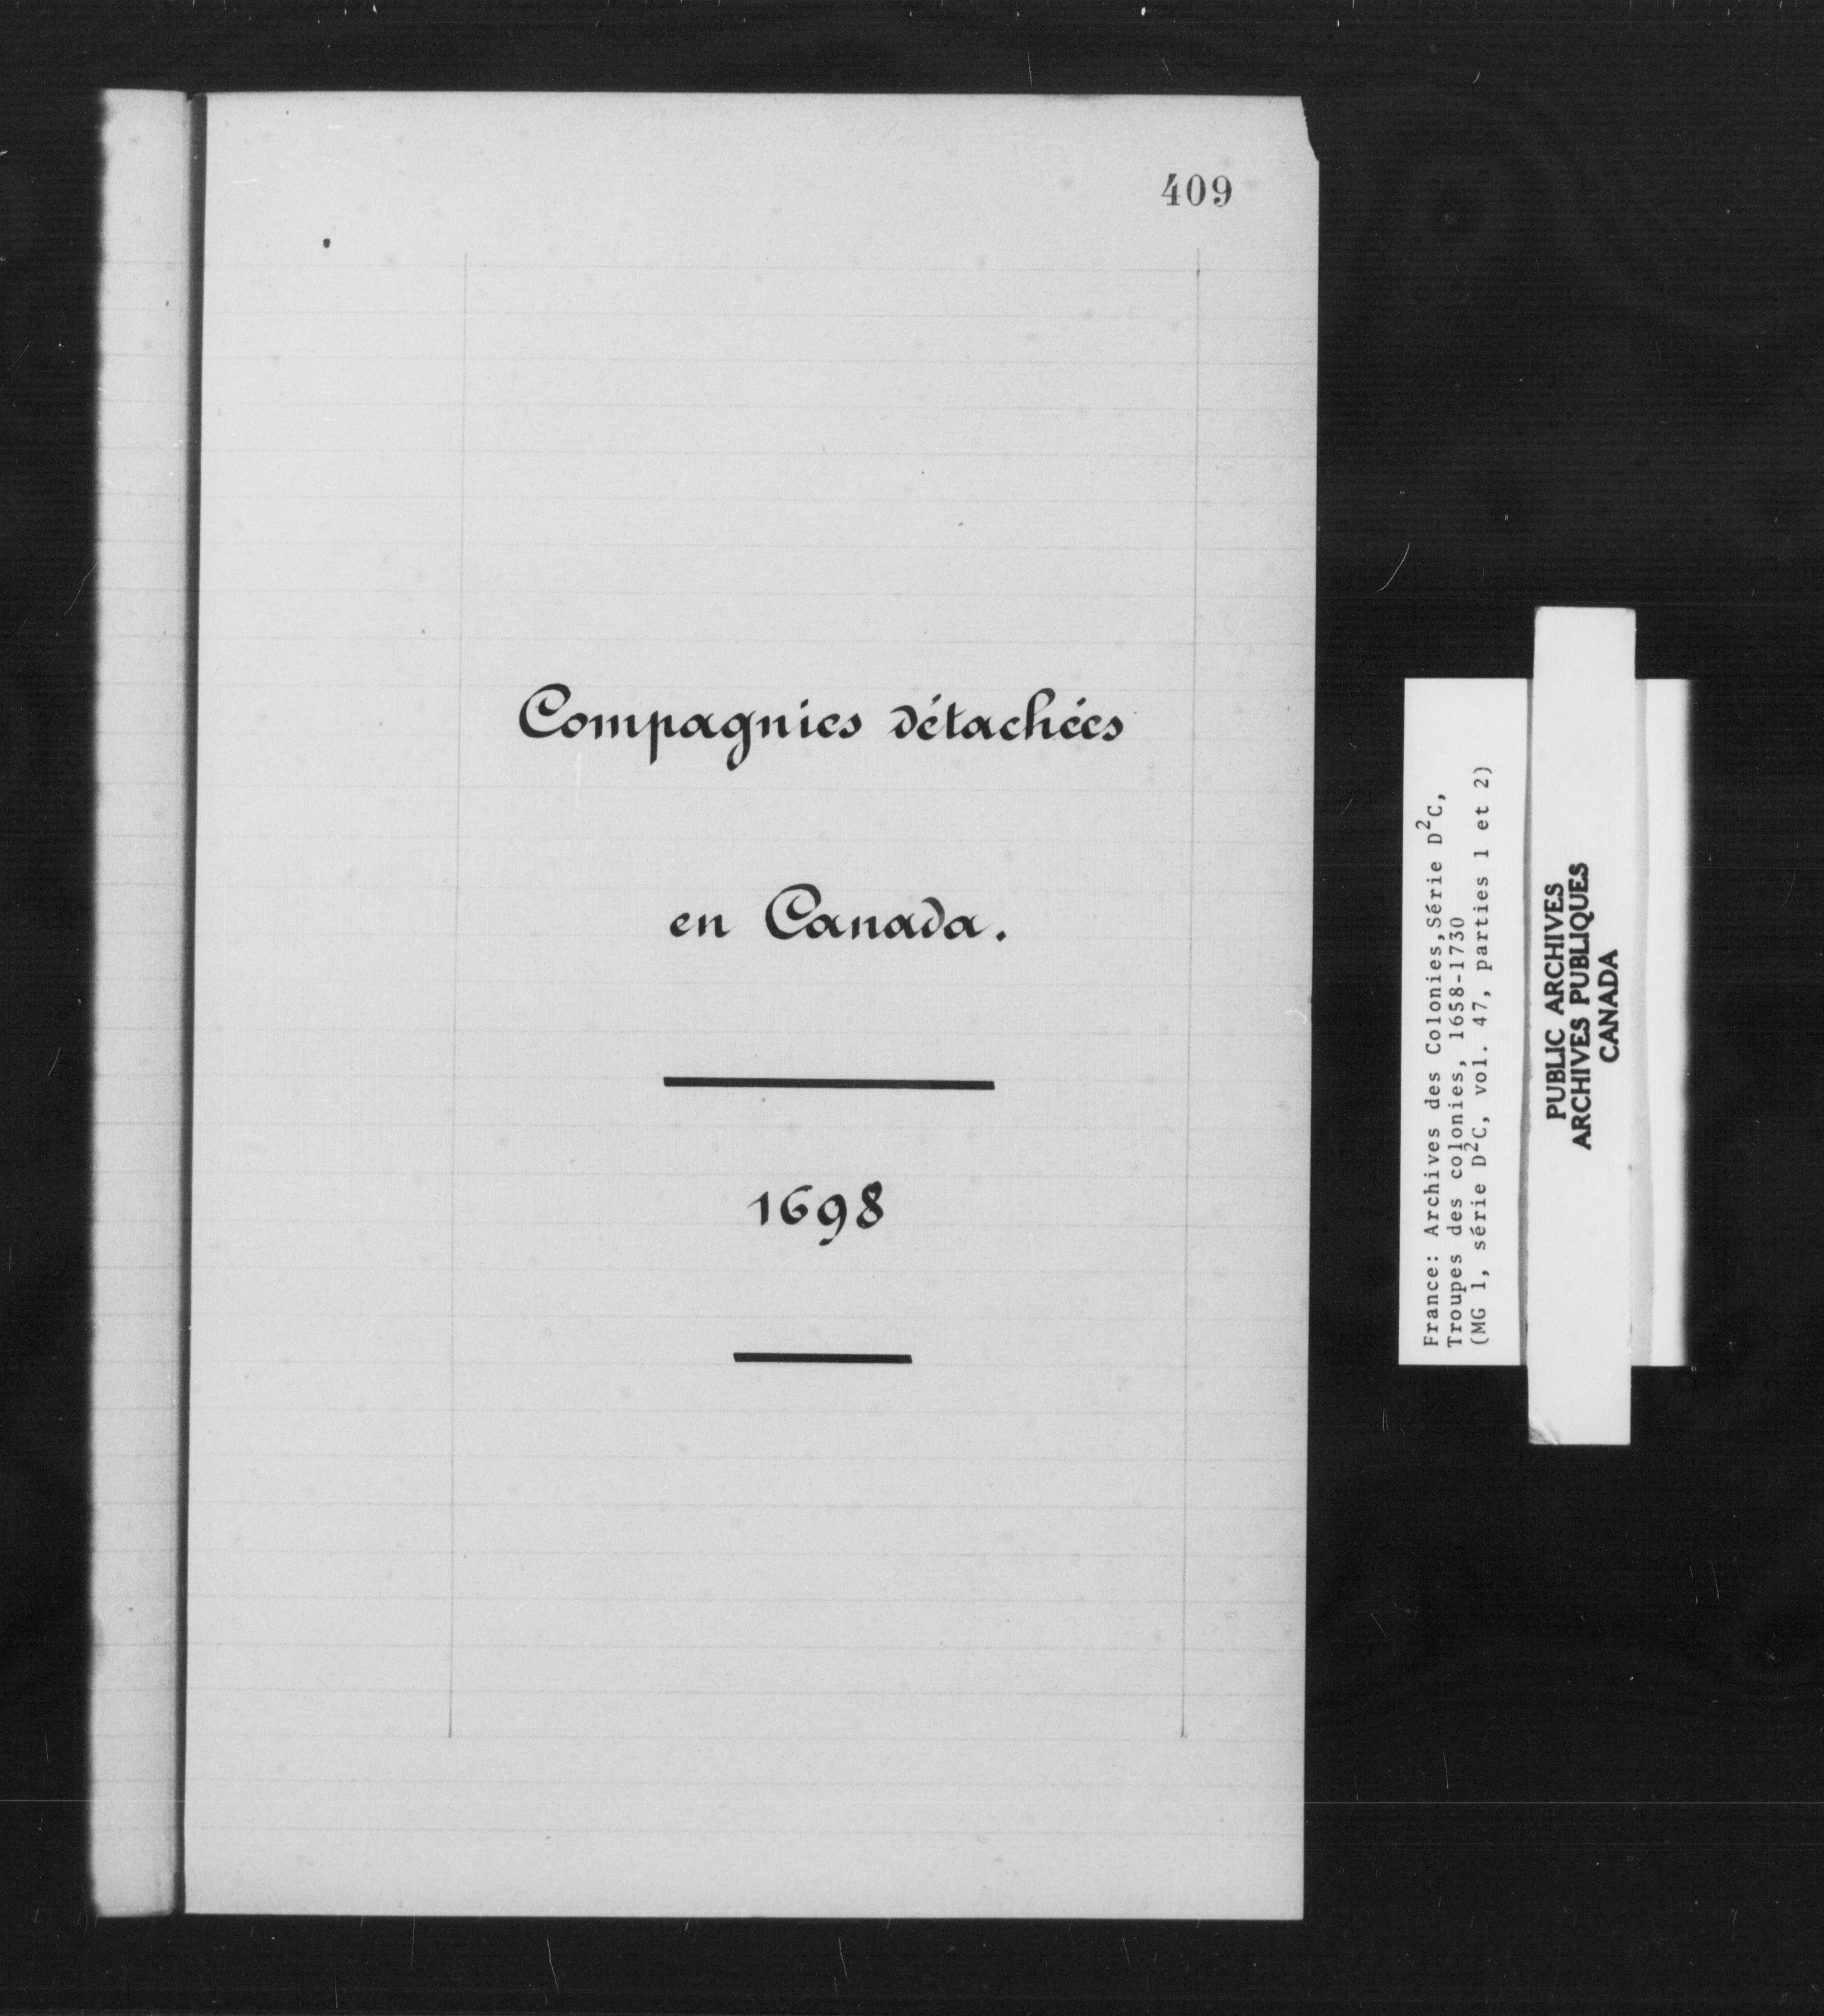 409
Compagnies détachées
en Canada.
1698
France: Archives des Colonies,Série D²C,
Troupes des colonies, 1658-1730
(MG 1, série D²C, vol. 47, parties 1 et 2)
PUBLIC ARCHIVES
ARCHIVES PUBLIQUES
CANADA